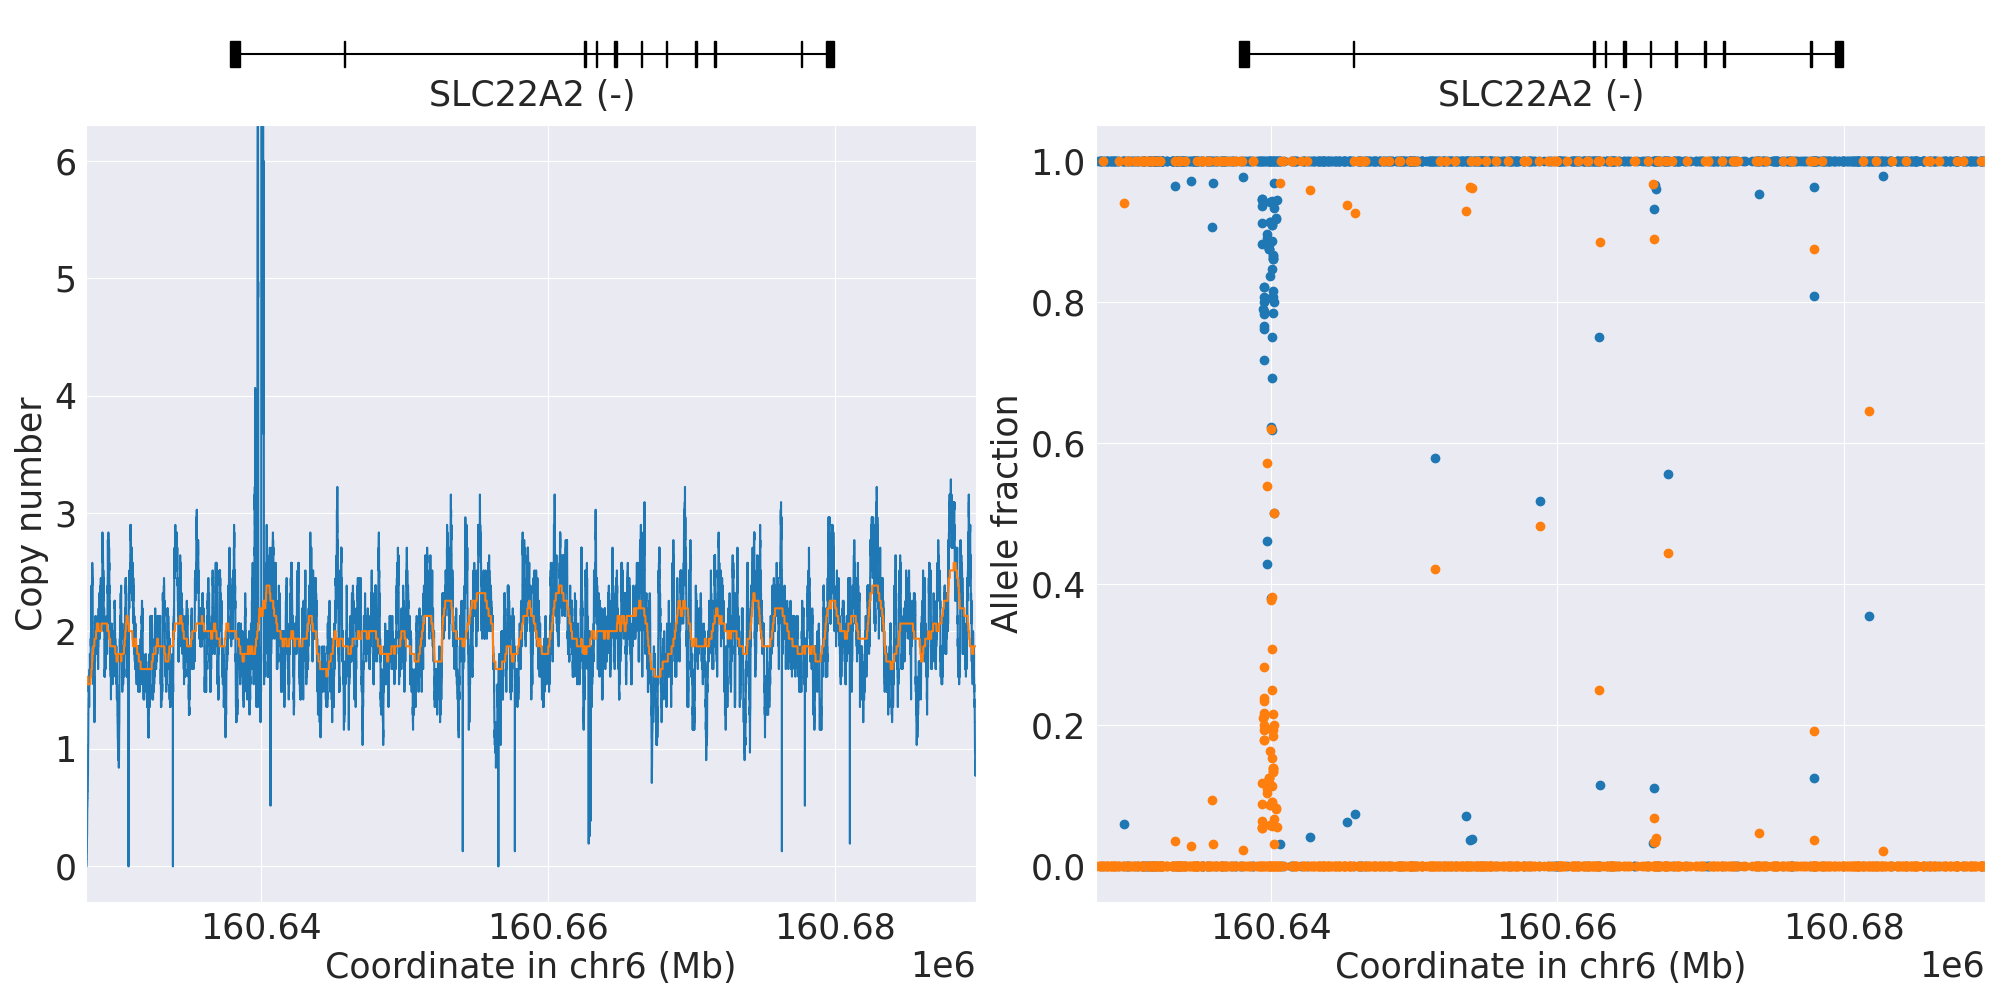 SLC22A2 (-)
6
5
4
3
2
1
0
Copy number
160.64 160.66 160.68
Coordinate in chr6 (Mb)
1e6
SLC22A2 (-)
1.0
0.8
0.6
0.4
0.2
0.0
Allele fraction
160.64 160.66 160.68
Coordinate in chr6 (Mb)
1e6